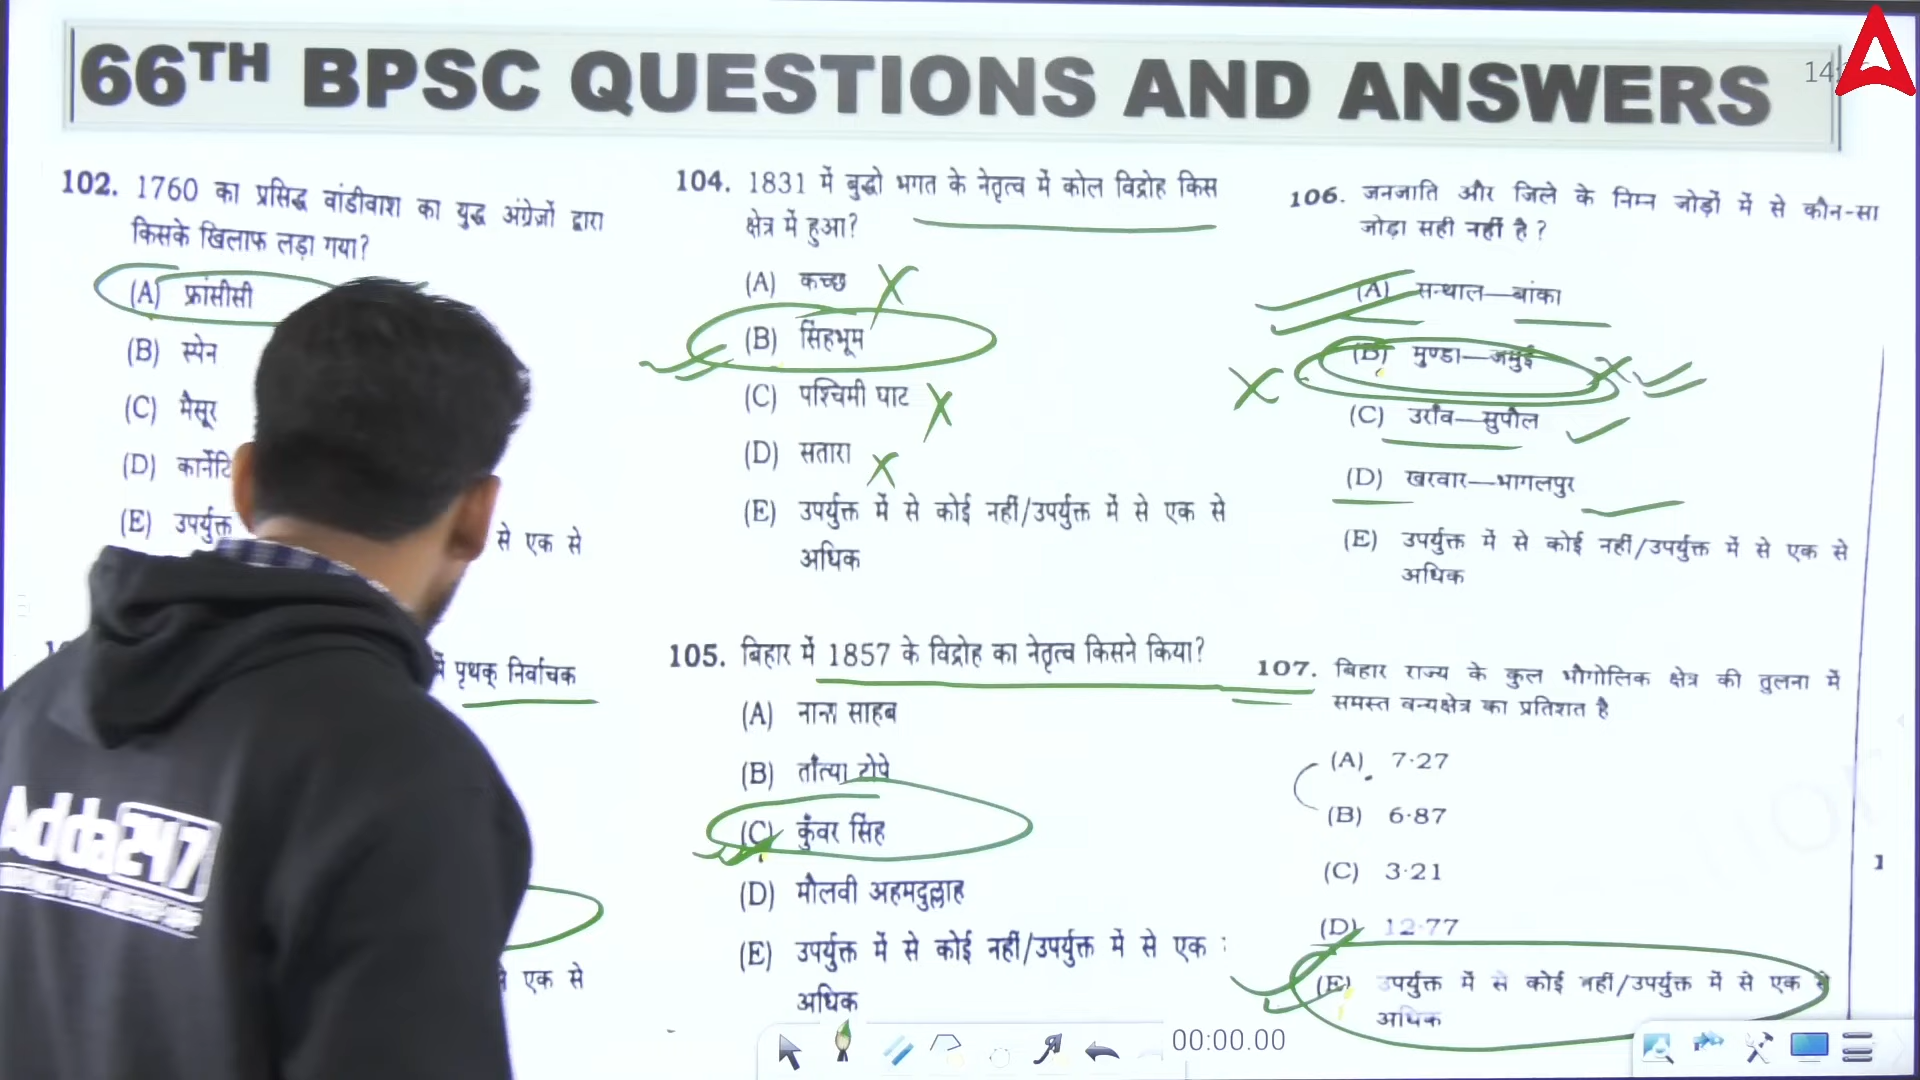 66TH BPSC QUESTIONS AND ANSWERS
102. 1760 का प्रसिद्ध वांडीवाश का युद्ध अंग्रेजों द्वारा
किसके खिलाफ लड़ा गया?
(A) फ्रांसीसी
(B) स्पेन
(C) मैसूर
(D)
(E) उपर्युक्त से एक से
में पृथक् निर्वाचक
एक से
Adda247
104. 1831 में बुद्धो भगत के नेतृत्व में कोल विद्रोह किस
क्षेत्र में हुआ?
(A) कच्छ
(B) सिंहभूम
(C) पश्चिमी घाट
(D) सतारा
(E) उपर्युक्त में से कोई नहीं/उपर्युक्त में से एक से
अधिक
105. बिहार में 1857 के विद्रोह का नेतृत्व किसने किया?
(A) नाना साहब
(B) ताँत्या टोपे
(C) कुँवर सिंह
(D) मौलवी अहमदुल्लाह
(E) उपर्युक्त में से कोई नहीं/उपर्युक्त में से एक
अधिक
106. जनजाति और जिले के निम्न जोड़ों में से कौन-सा
जोड़ा सही नहीं है ?
(A) सन्थाल—बांका
(B) मुण्डा—जमुई
(C) उराँव—सुपौल
(D) खरवार—भागलपुर
(E) उपर्युक्त में से कोई नहीं/उपर्युक्त में से एक से
अधिक
107. बिहार राज्य के कुल भौगोलिक क्षेत्र की तुलना में
समस्त वन्यक्षेत्र का प्रतिशत है
(A) 7·27
(B) 6·87
(C) 3·21
(D) 12·77
(E) उपर्युक्त में से कोई नहीं/उपर्युक्त में से एक से
अधिक
00:00.00